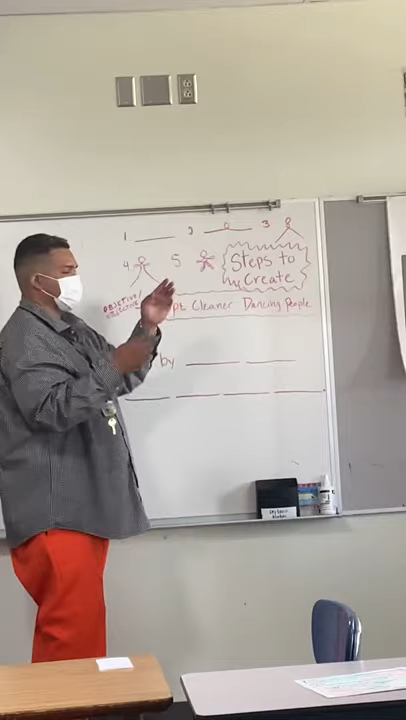 1 2 3
4 5 Steps to
Create
OBJECTIVE
Cleaner Dancing People
by